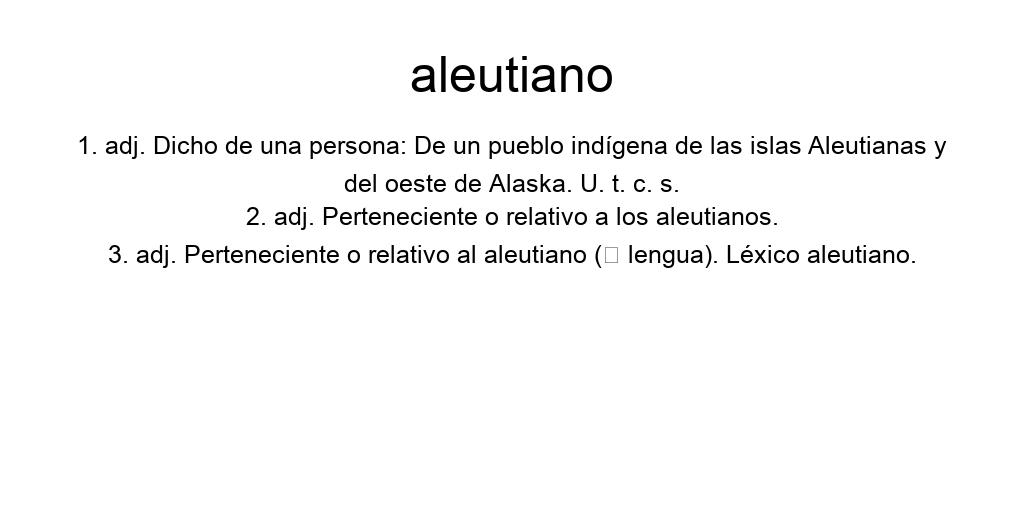 aleutiano
1. adj. Dicho de una persona: De un pueblo indígena de las islas Aleutianas y
del oeste de Alaska. U. t. c. s.
2. adj. Perteneciente o relativo a los aleutianos.
3. adj. Perteneciente o relativo al aleutiano (□ lengua). Léxico aleutiano.